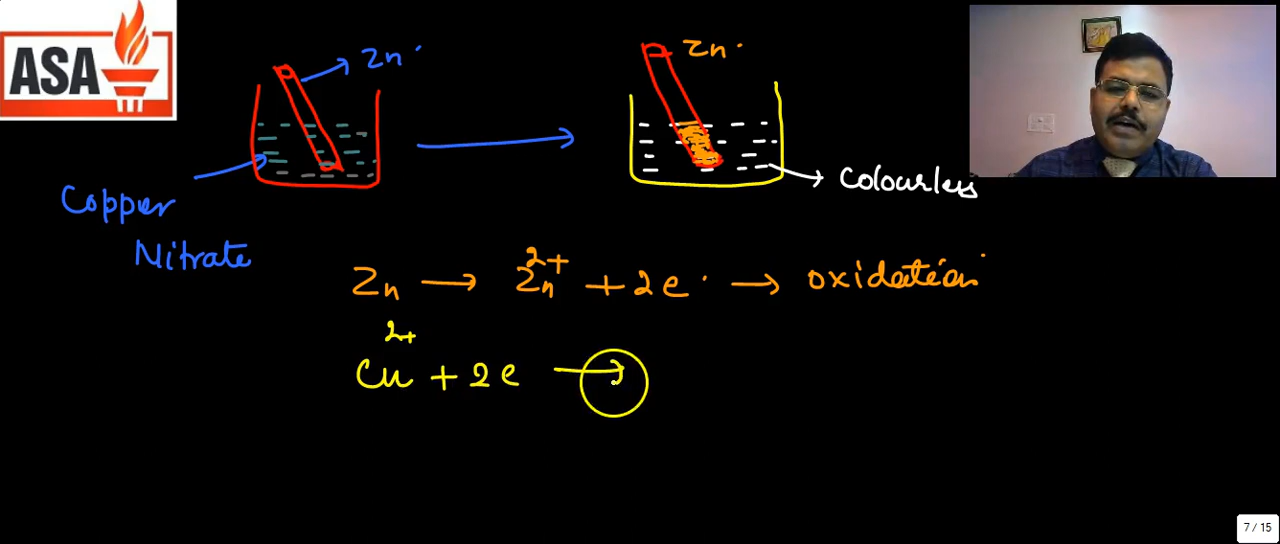 ASA
Zn
Zn
Copper
Nitrate
Colourless
Zn → Zn²⁺ + 2e → oxidation
Cu²⁺ + 2e →
7 / 15